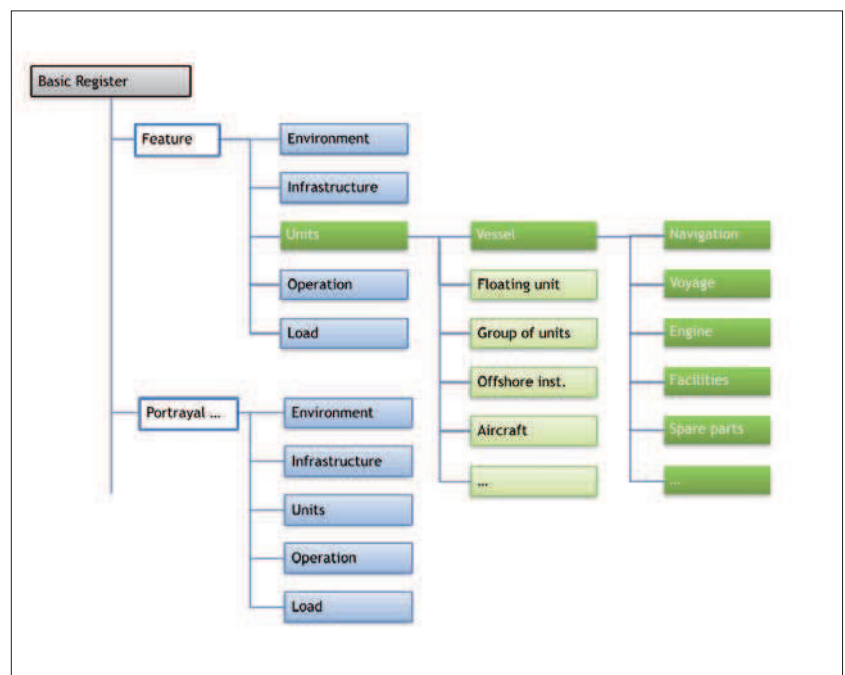 Basic Register
Feature
Environment
Infrastructure
Units
Vessel
Navigation
Floating unit
Voyage
Operation
Group of units
Engine
Load
Offshore inst.
Facilities
Portrayal ...
Environment
Aircraft
Spare parts
Infrastructure
...
...
Units
Operation
Load